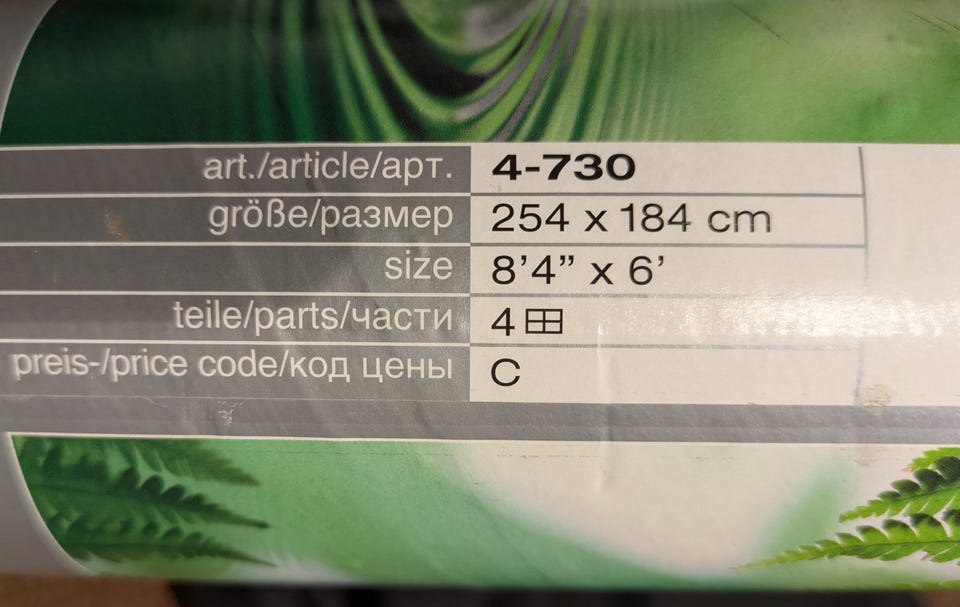 art./article/арт. 4-730
größe/размер 254 x 184 cm
size 8’4” x 6’
teile/parts/части 4
preis-/price code/код цены C